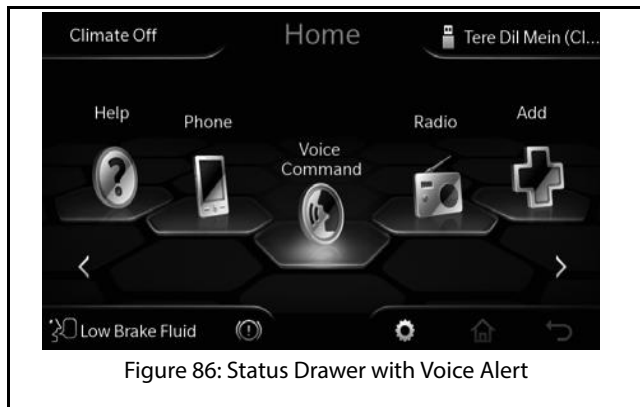 Climate Off
Home
Tere Dil Mein (Cl...
Help
Phone
Voice
Command
Radio
Add
Low Brake Fluid
Figure 86: Status Drawer with Voice Alert